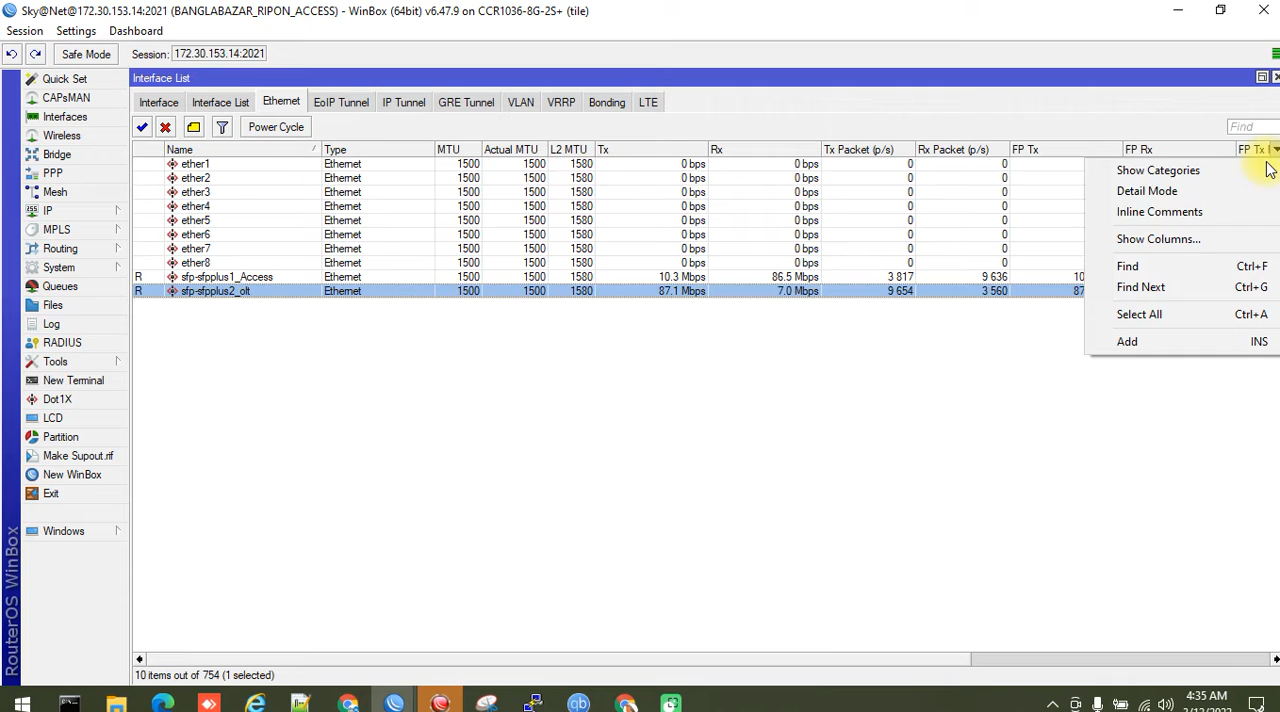 Sky@Net@172.30.153.14:2021 (BANGLABAZAR_RIPON_ACCESS) - WinBox (64bit) v6.47.9 on CCR1036-8G-2S+ (tile)
Session Settings Dashboard
Safe Mode Session: 172.30.153.14:2021
Quick Set
CAPsMAN
Interfaces
Wireless
Bridge
PPP
Mesh
IP
MPLS
Routing
System
Queues
Files
Log
RADIUS
Tools
New Terminal
Dot1X
LCD
Partition
Make Supout.rif
New WinBox
Exit
Windows
RouterOS WinBox
Interface List
Interface Interface List Ethernet EoIP Tunnel IP Tunnel GRE Tunnel VLAN VRRP Bonding LTE
Power Cycle Find
Name Type MTU Actual MTU L2 MTU Tx Rx Tx Packet (p/s) Rx Packet (p/s) FP Tx FP Rx FP Tx
ether1 Ethernet 1500 1500 1580 0 bps 0 bps 0 0
ether2 Ethernet 1500 1500 1580 0 bps 0 bps 0 0
ether3 Ethernet 1500 1500 1580 0 bps 0 bps 0 0
ether4 Ethernet 1500 1500 1580 0 bps 0 bps 0 0
ether5 Ethernet 1500 1500 1580 0 bps 0 bps 0 0
ether6 Ethernet 1500 1500 1580 0 bps 0 bps 0 0
ether7 Ethernet 1500 1500 1580 0 bps 0 bps 0 0
ether8 Ethernet 1500 1500 1580 0 bps 0 bps 0 0
R sfp-sfpplus1_Access Ethernet 1500 1500 1580 10.3 Mbps 86.5 Mbps 3 817 9 636 10
R sfp-sfpplus2_olt Ethernet 1500 1500 1580 87.1 Mbps 7.0 Mbps 9 654 3 560 87
Show Categories
Detail Mode
Inline Comments
Show Columns...
Find Ctrl+F
Find Next Ctrl+G
Select All Ctrl+A
Add INS
10 items out of 754 (1 selected)
4:35 AM